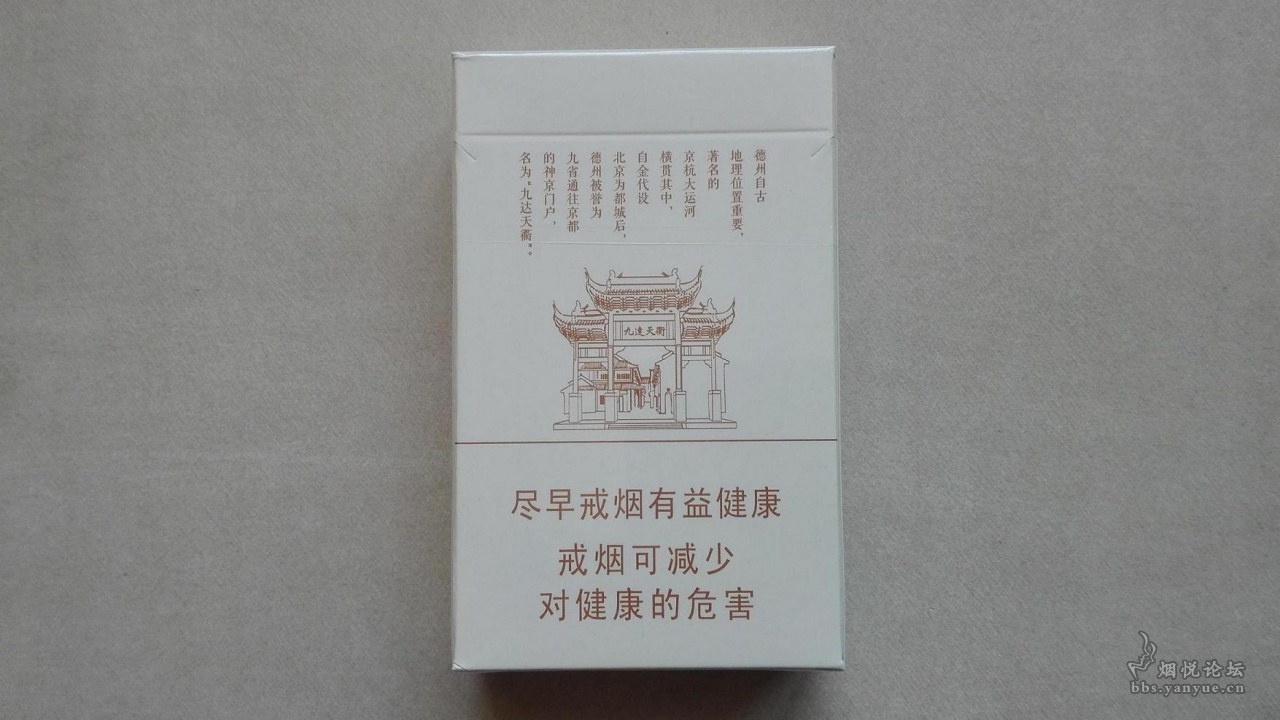 德州自古
地理位置重要，
著名的
京杭大运河
横贯其中，
自金代设
北京为都城后，
德州被誉为
九省通往京都
的神京门户，
名为“九达天衢”。
九达天衢
尽早戒烟有益健康
戒烟可减少
对健康的危害
烟悦论坛
bbs.yanyue.cn